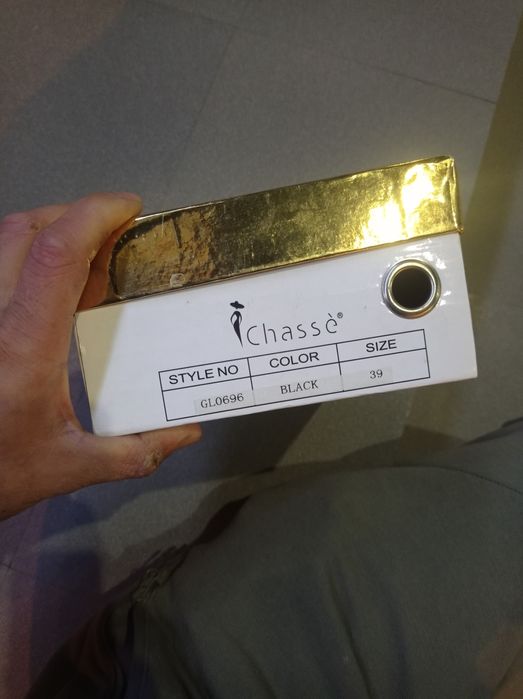 Chassè®
STYLE NO COLOR SIZE
GL0696 BLACK 39